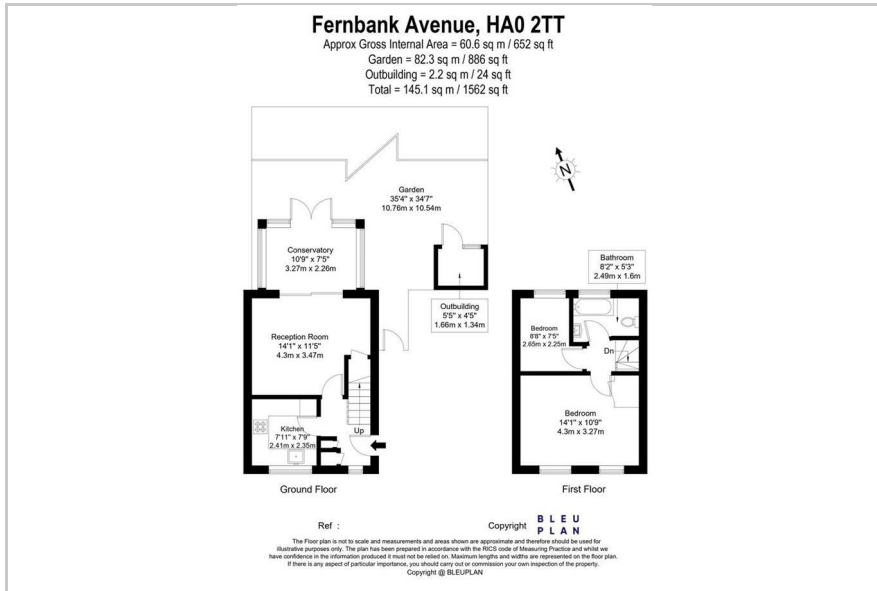 Fernbank Avenue, HA0 2TT
Approx Gross Internal Area = 60.6 sq m / 652 sq ft
Garden = 82.3 sq m / 886 sq ft
Outbuilding = 2.2 sq m / 24 sq ft
Total = 145.1 sq m / 1562 sq ft
N
Garden
35'4" x 34'7"
10.76m x 10.54m
Conservatory
10'9" x 7'5"
3.27m x 2.26m
Outbuilding
5'5" x 4'5"
1.66m x 1.34m
Reception Room
14'1" x 11'5"
4.3m x 3.47m
Kitchen
7'11" x 7'9"
2.41m x 2.35m
Up
Ground Floor
Bathroom
8'2" x 5'3"
2.49m x 1.6m
Bedroom
8'8" x 7'5"
2.65m x 2.25m
Dn
Bedroom
14'1" x 10'9"
4.3m x 3.27m
First Floor
Ref :
Copyright
BLEU
PLAN
The Floor plan is not to scale and measurements and areas shown are approximate and therefore should be used for
illustrative purposes only. The plan has been prepared in accordance with the RICS code of Measuring Practice and whilst we
have confidence in the information produced it must not be relied on. Maximum lengths and widths are represented on the floor plan.
If there is any aspect of particular importance, you should carry out or commission your own inspection of the property.
Copyright @ BLEUPLAN